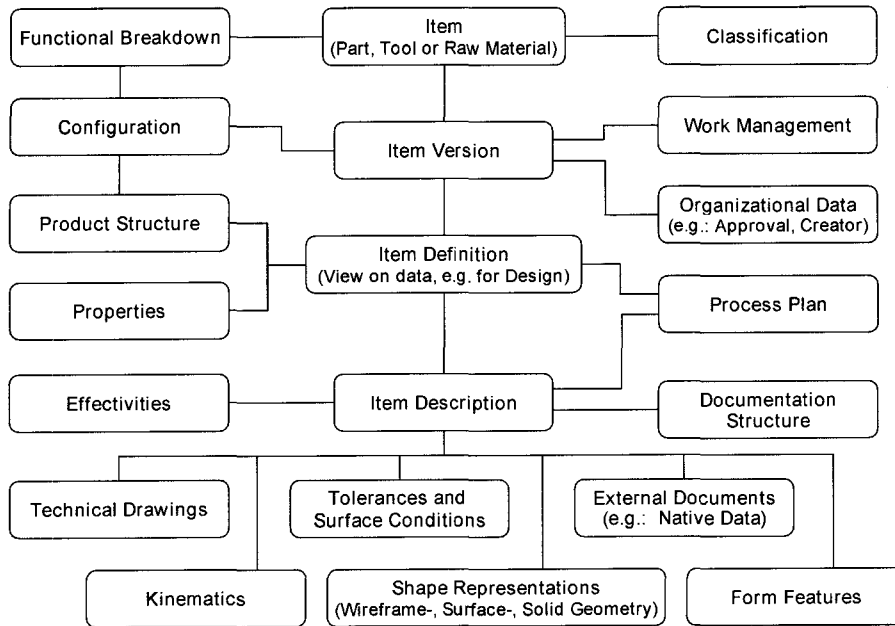 Functional Breakdown
Item
(Part, Tool or Raw Material)
Classification
Configuration
Item Version
Work Management
Product Structure
Organizational Data
(e.g.: Approval, Creator)
Item Definition
(View on data, e.g. for Design)
Properties
Process Plan
Effectivities
Item Description
Documentation
Structure
Technical Drawings
Tolerances and
Surface Conditions
External Documents
(e.g.: Native Data)
Kinematics
Shape Representations
(Wireframe-, Surface-, Solid Geometry)
Form Features